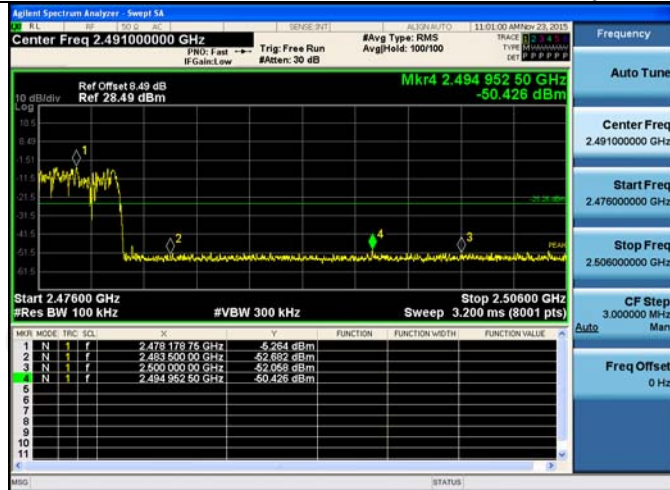 Agilent Spectrum Analyzer - Swept SA
RL RF 50 Ω AC SENSE:INT ALIGN AUTO 11:01:00 AM Nov 23, 2015
Center Freq 2.491000000 GHz
PNO: Fast Trig: Free Run #Avg Type: RMS TRACE 1 2 3 4 5 6
IFGain:Low #Atten: 30 dB Avg|Hold: 100/100 TYPE M
DET P P P P P P
Ref Offset 8.49 dB Mkr4 2.494 952 50 GHz
10 dB/div Ref 28.49 dBm -50.426 dBm
Log
18.5
8.49
-1.51
-11.5
-21.5
-31.5
-41.5
-51.5
-61.5
1
2
4
3
PEAK
Start 2.47600 GHz Stop 2.50600 GHz
#Res BW 100 kHz #VBW 300 kHz Sweep 3.200 ms (8001 pts)
MKR MODE TRC SCL X Y FUNCTION FUNCTION WIDTH FUNCTION VALUE
1 N 1 f 2.478 178 75 GHz -5.264 dBm
2 N 1 f 2.483 500 00 GHz -52.682 dBm
3 N 1 f 2.500 000 00 GHz -52.058 dBm
4 N 1 f 2.494 952 50 GHz -50.426 dBm
5
6
7
8
9
10
11
MSG STATUS
Frequency
Auto Tune
Center Freq
2.491000000 GHz
Start Freq
2.476000000 GHz
Stop Freq
2.506000000 GHz
CF Step
3.000000 MHz
Auto Man
Freq Offset
0 Hz